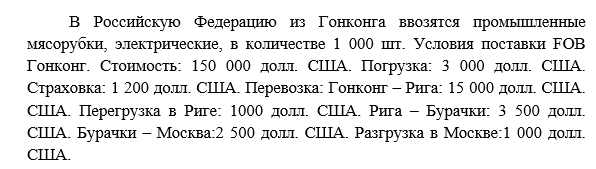 В Российскую Федерацию из Гонконга ввозятся промышленные
мясорубки, электрические, в количестве 1 000 шт. Условия поставки FOB
Гонконг. Стоимость: 150 000 долл. США. Погрузка: 3 000 долл. США.
Страховка: 1 200 долл. США. Перевозка: Гонконг – Рига: 15 000 долл. США.
США. Перегрузка в Риге: 1000 долл. США. Рига – Бурачки: 3 500 долл.
США. Бурачки – Москва:2 500 долл. США. Разгрузка в Москве:1 000 долл.
США.